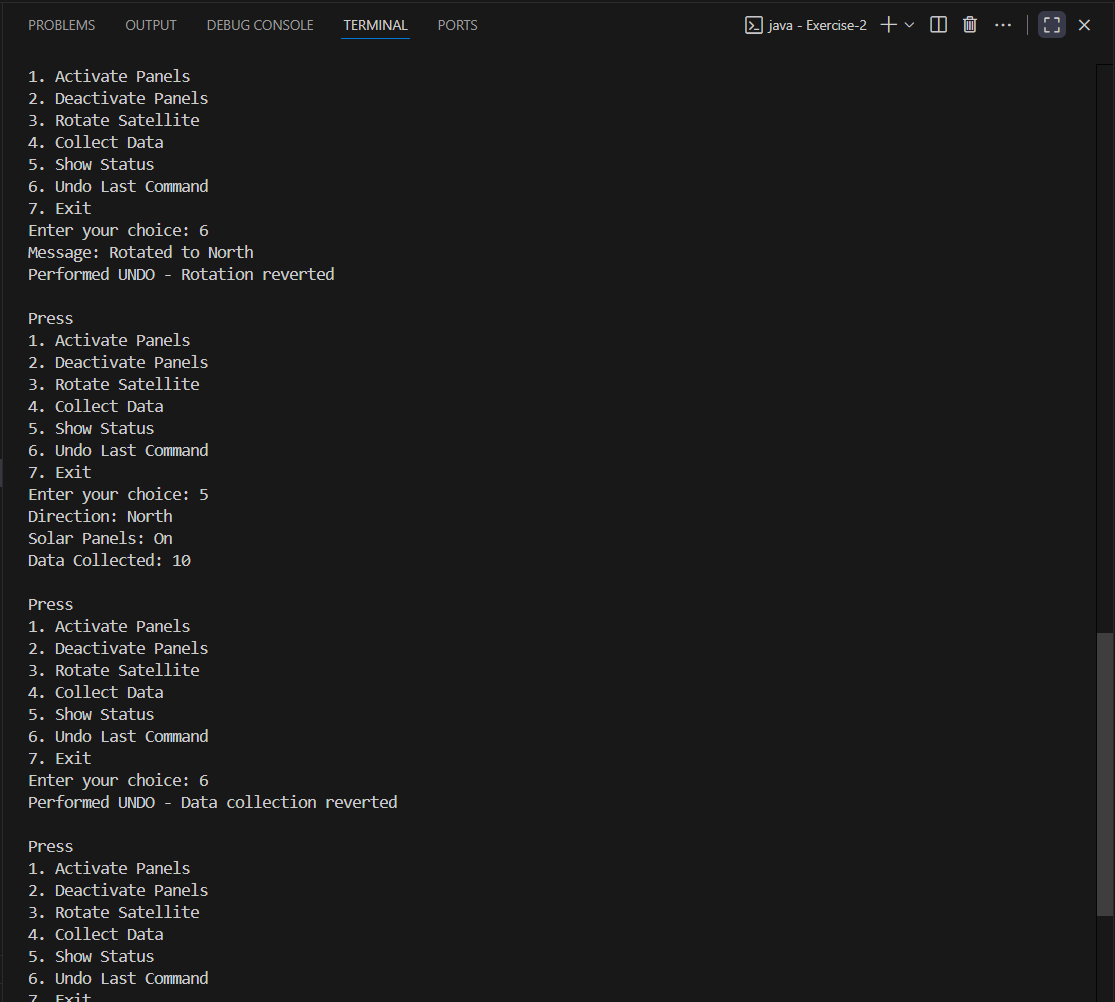 PROBLEMS OUTPUT DEBUG CONSOLE TERMINAL PORTS java - Exercise-2
1. Activate Panels
2. Deactivate Panels
3. Rotate Satellite
4. Collect Data
5. Show Status
6. Undo Last Command
7. Exit
Enter your choice: 6
Message: Rotated to North
Performed UNDO - Rotation reverted
Press
1. Activate Panels
2. Deactivate Panels
3. Rotate Satellite
4. Collect Data
5. Show Status
6. Undo Last Command
7. Exit
Enter your choice: 5
Direction: North
Solar Panels: On
Data Collected: 10
Press
1. Activate Panels
2. Deactivate Panels
3. Rotate Satellite
4. Collect Data
5. Show Status
6. Undo Last Command
7. Exit
Enter your choice: 6
Performed UNDO - Data collection reverted
Press
1. Activate Panels
2. Deactivate Panels
3. Rotate Satellite
4. Collect Data
5. Show Status
6. Undo Last Command
7. Exit